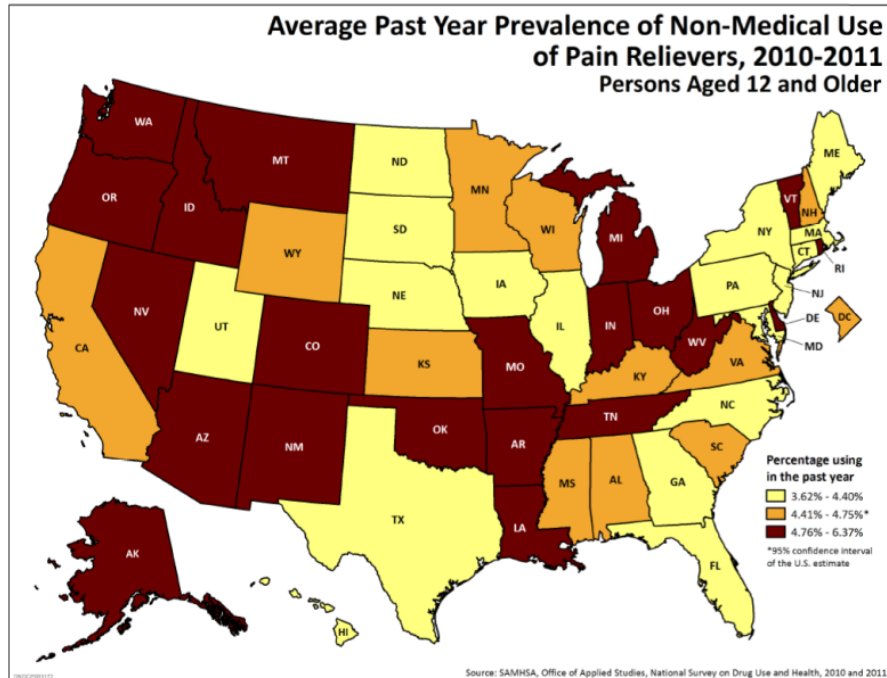 Average Past Year Prevalence of Non-Medical Use
of Pain Relievers, 2010-2011
Persons Aged 12 and Older
WA
MT
ND
MN
ME
OR
ID
SD
WI
MI
VT
NH
NY
MA
CT
RI
WY
NE
IA
PA
NJ
NV
UT
IL
IN
OH
DE
DC
CA
CO
KS
MO
WV
VA
MD
KY
AZ
NM
OK
AR
TN
NC
SC
MS
AL
GA
TX
LA
AK
FL
HI
Percentage using
in the past year
3.62% - 4.40%
4.41% - 4.75%*
4.76% - 6.37%
*95% confidence interval
of the U.S. estimate
Source: SAMHSA, Office of Applied Studies, National Survey on Drug Use and Health, 2010 and 2011